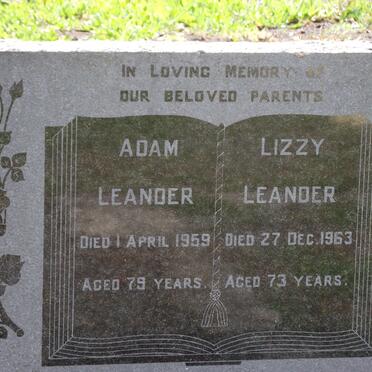 IN LOVING MEMORY OF
OUR BELOVED PARENTS
ADAM
LEANDER
DIED 1 APRIL 1959
AGED 79 YEARS.
LIZZY
LEANDER
DIED 27 DEC. 1963
AGED 73 YEARS.